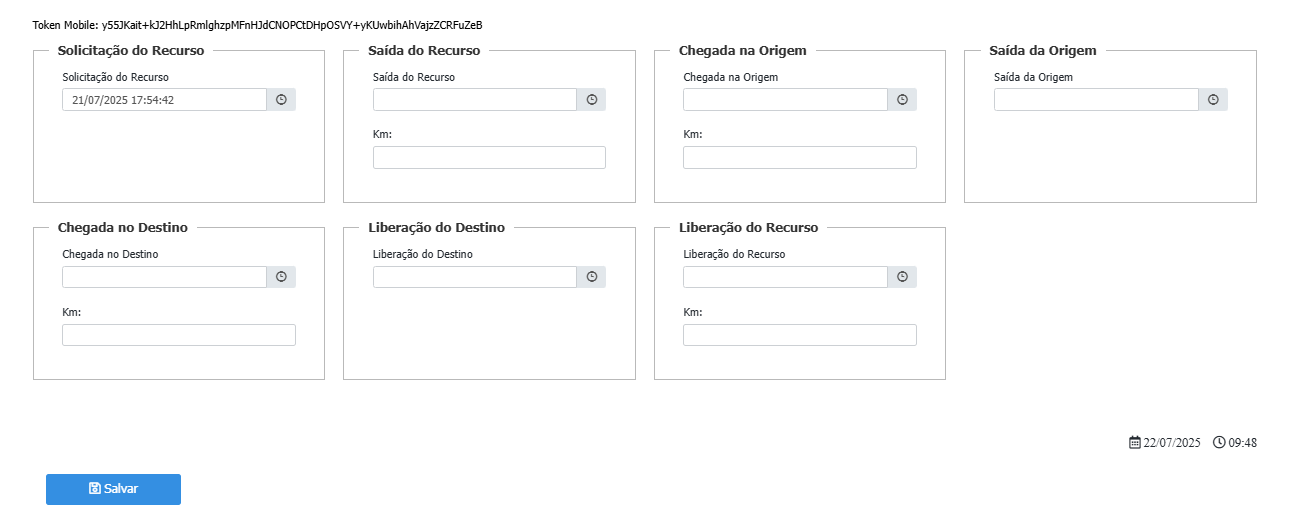 Token Mobile: y55JKait+kJ2HhLpRmlghzpMFnHJdCNOPCtDHpOSVY+yKUwbihAhVajzZCRFuZeB
Solicitação do Recurso
Solicitação do Recurso
21/07/2025 17:54:42
Saída do Recurso
Saída do Recurso
Km:
Chegada na Origem
Chegada na Origem
Km:
Saída da Origem
Saída da Origem
Chegada no Destino
Chegada no Destino
Km:
Liberação do Destino
Liberação do Destino
Liberação do Recurso
Liberação do Recurso
Km:
22/07/2025 09:48
Salvar